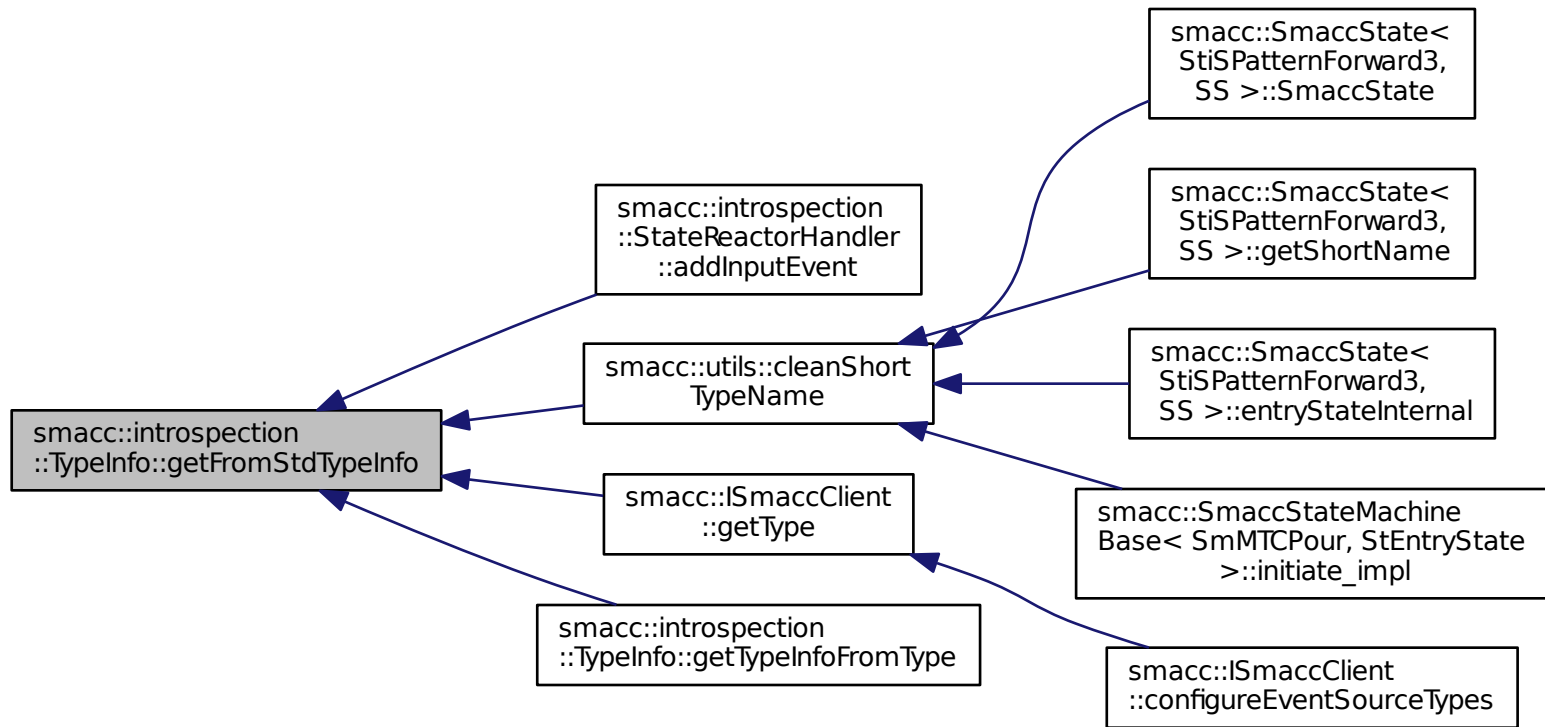 smacc::introspection
::TypeInfo::getFromStdTypeInfo
smacc::introspection
::StateReactorHandler
::addInputEvent
smacc::utils::cleanShort
TypeName
smacc::ISmaccClient
::getType
smacc::introspection
::TypeInfo::getTypeInfoFromType
smacc::SmaccState<
StiSPatternForward3,
SS >::SmaccState
smacc::SmaccState<
StiSPatternForward3,
SS >::getShortName
smacc::SmaccState<
StiSPatternForward3,
SS >::entryStateInternal
smacc::SmaccStateMachine
Base< SmMTCPour, StEntryState
>::initiate_impl
smacc::ISmaccClient
::configureEventSourceTypes